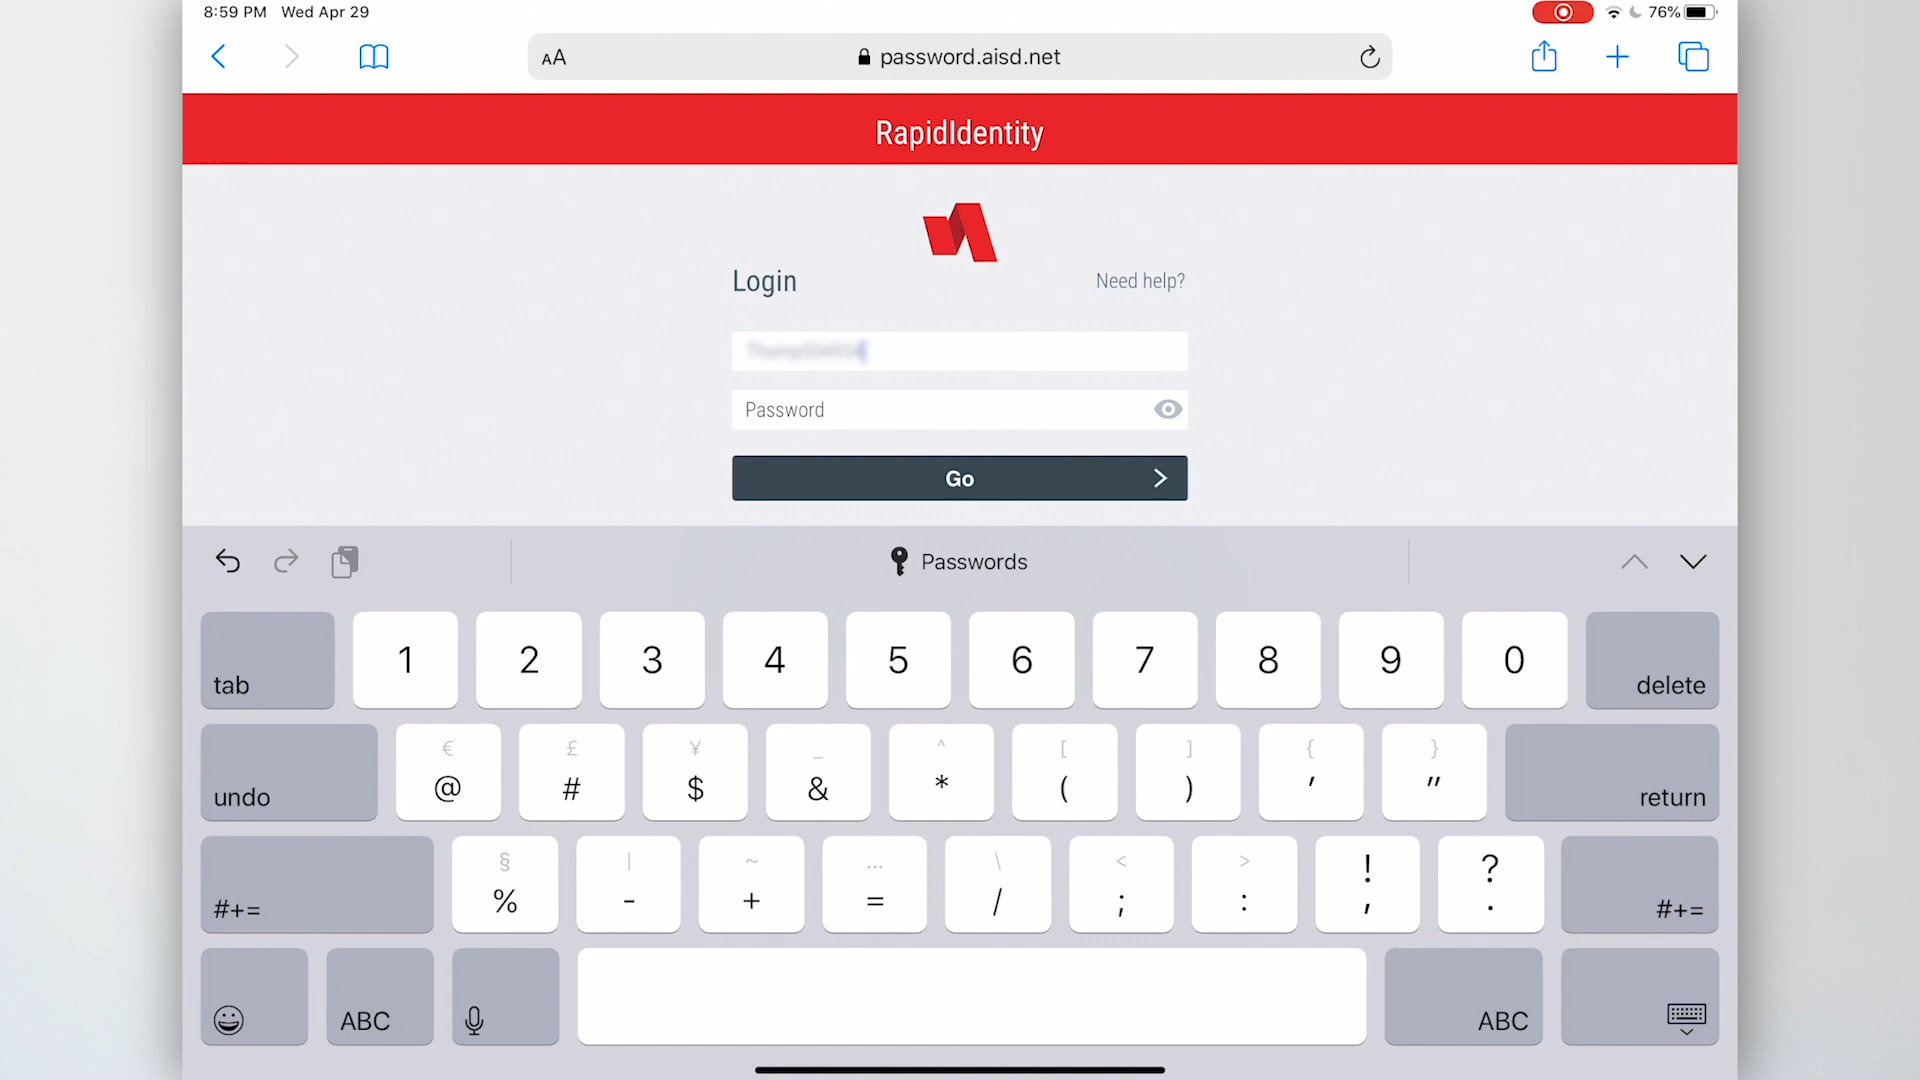 8:59 PM Wed Apr 29
76%
AA password.aisd.net
RapidIdentity
Login
Need help?
Password
Go
Passwords
tab 1 2 3 4 5 6 7 8 9 0 delete
€ £ ¥ _ ^ [ ] { }
undo @ # $ & * ( ) ' " return
§ | ~ … \ < > ! ?
#+= % - + = / ; : , . #+=
ABC ABC